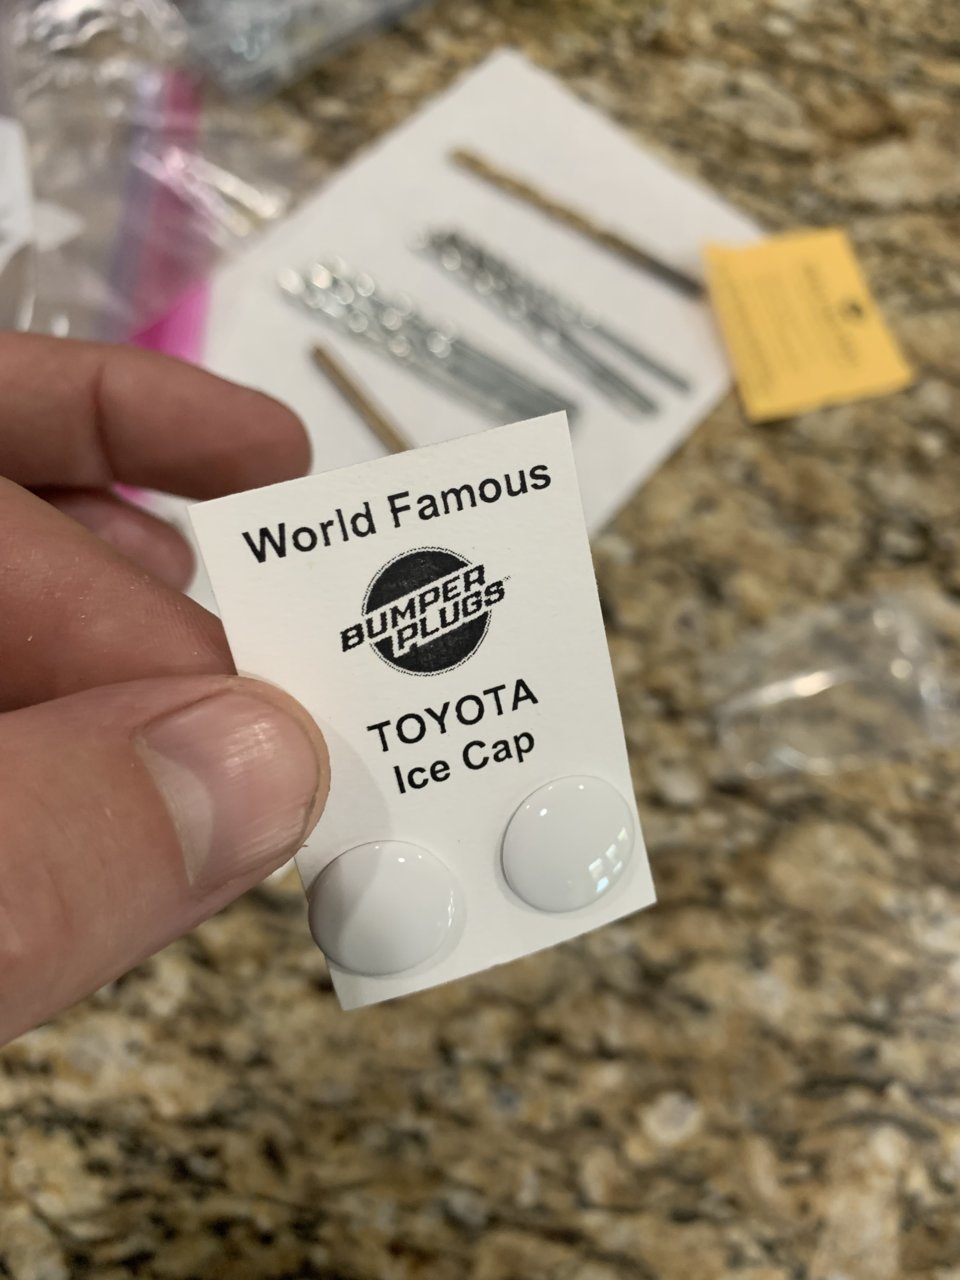 World Famous
BUMPER
PLUGS
TOYOTA
Ice Cap